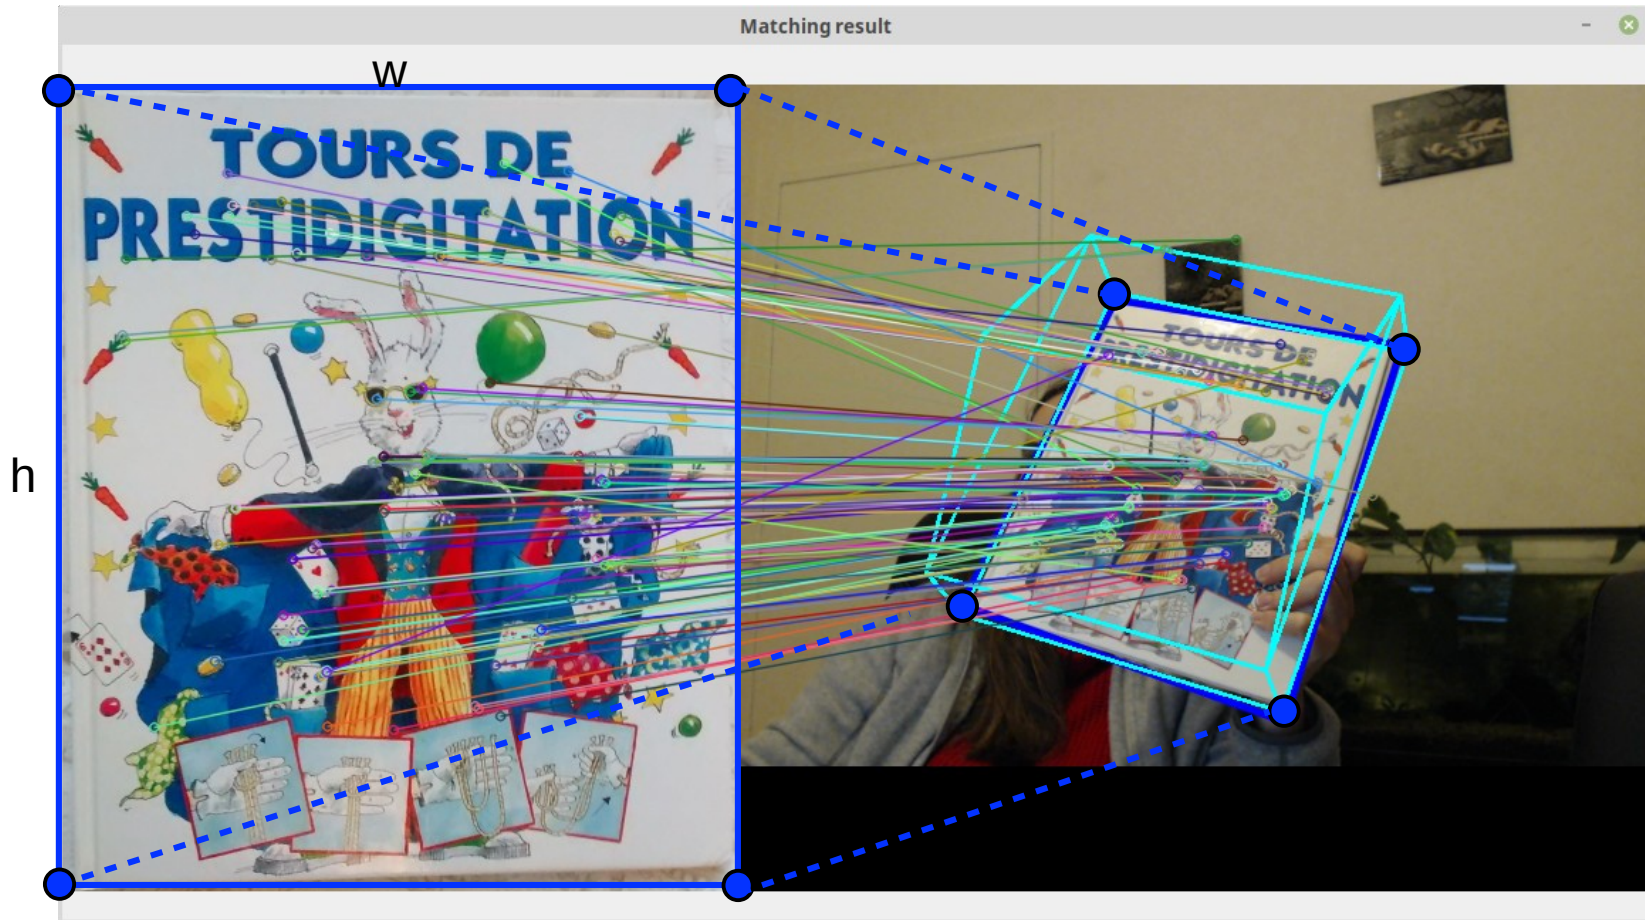 Matching result
w
TOURS DE
PRESTIDIGITATION
h
TOURS DE
PRESTIDIGITATION